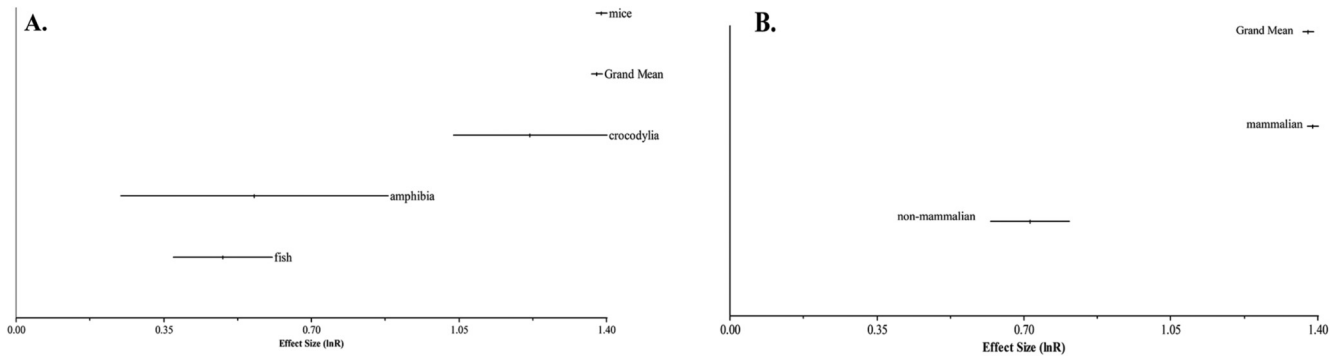 A.
mice
Grand Mean
crocodylia
amphibia
fish
0.00 0.35 0.70 1.05 1.40
Effect Size (lnR)
B.
Grand Mean
mammalian
non-mammalian
0.00 0.35 0.70 1.05 1.40
Effect Size (lnR)